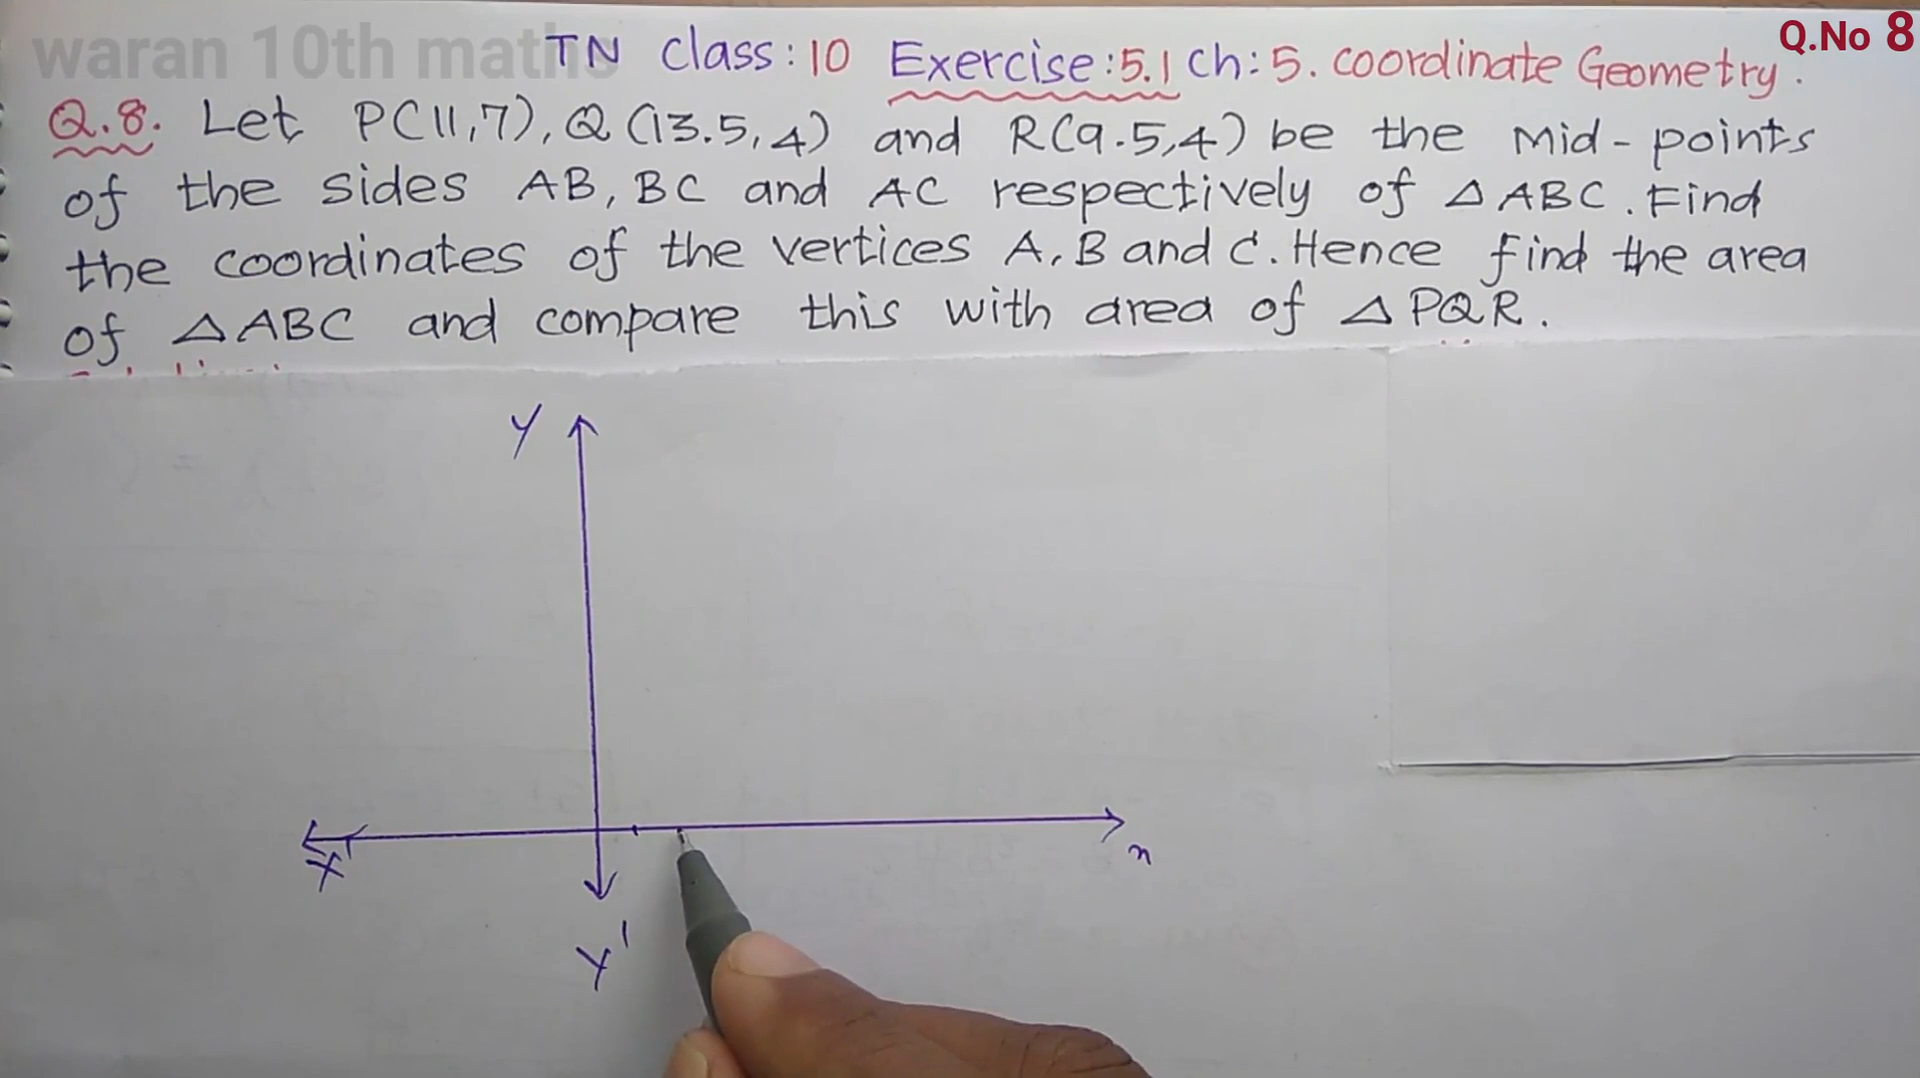 waran 10th maths
Q.No 8
TN Class:10 Exercise:5.1 Ch:5. Coordinate Geometry.
Q.8. Let P(11,7), Q(13.5,4) and R(9.5,4) be the Mid-points
of the sides AB, BC and AC respectively of △ABC. Find
the coordinates of the vertices A, B and C. Hence find the area
of △ABC and compare this with area of △PQR.
Y
X'
x
Y'